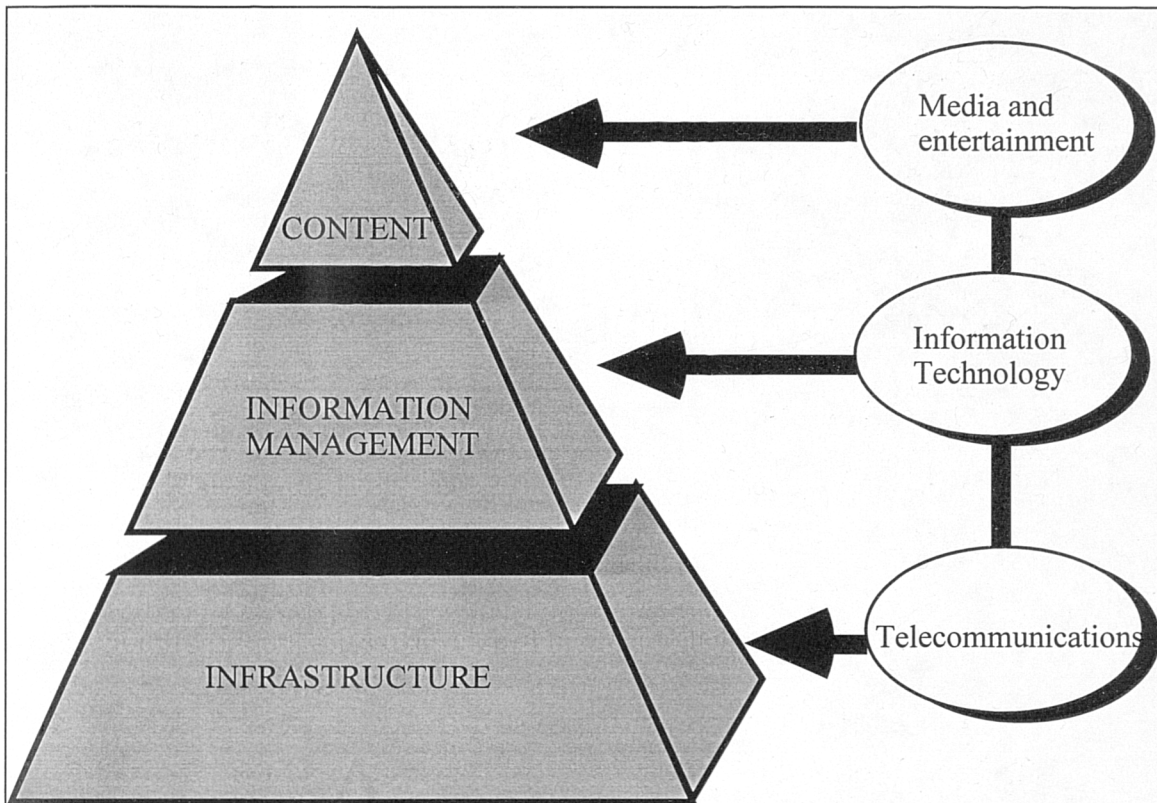 Media and
entertainment
CONTENT
Information
Technology
INFORMATION
MANAGEMENT
Telecommunications
INFRASTRUCTURE